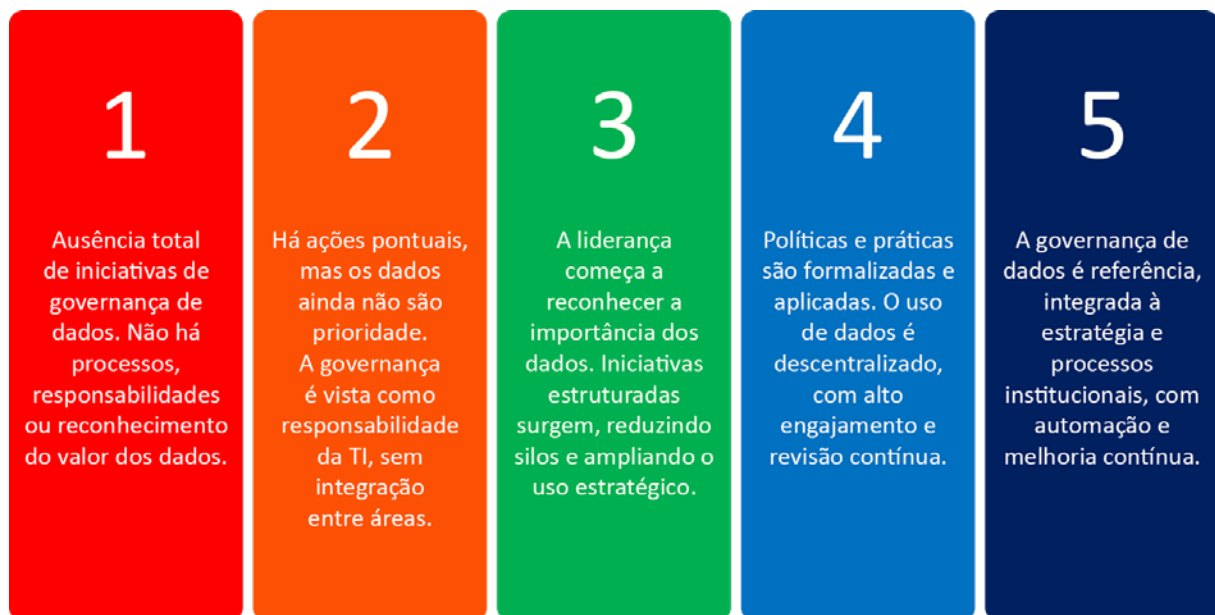 1
Ausência total
de iniciativas de
governança de
dados. Não há
processos,
responsabilidades
ou reconhecimento
do valor dos dados.
2
Há ações pontuais,
mas os dados
ainda não são
prioridade.
A governança
é vista como
responsabilidade
da TI, sem
integração
entre áreas.
3
A liderança
começa a
reconhecer a
importância dos
dados. Iniciativas
estruturadas
surgem, reduzindo
silos e ampliando o
uso estratégico.
4
Políticas e práticas
são formalizadas e
aplicadas. O uso
de dados é
descentralizado,
com alto
engajamento e
revisão contínua.
5
A governança de
dados é referência,
integrada à
estratégia e
processos
institucionais, com
automação e
melhoria contínua.